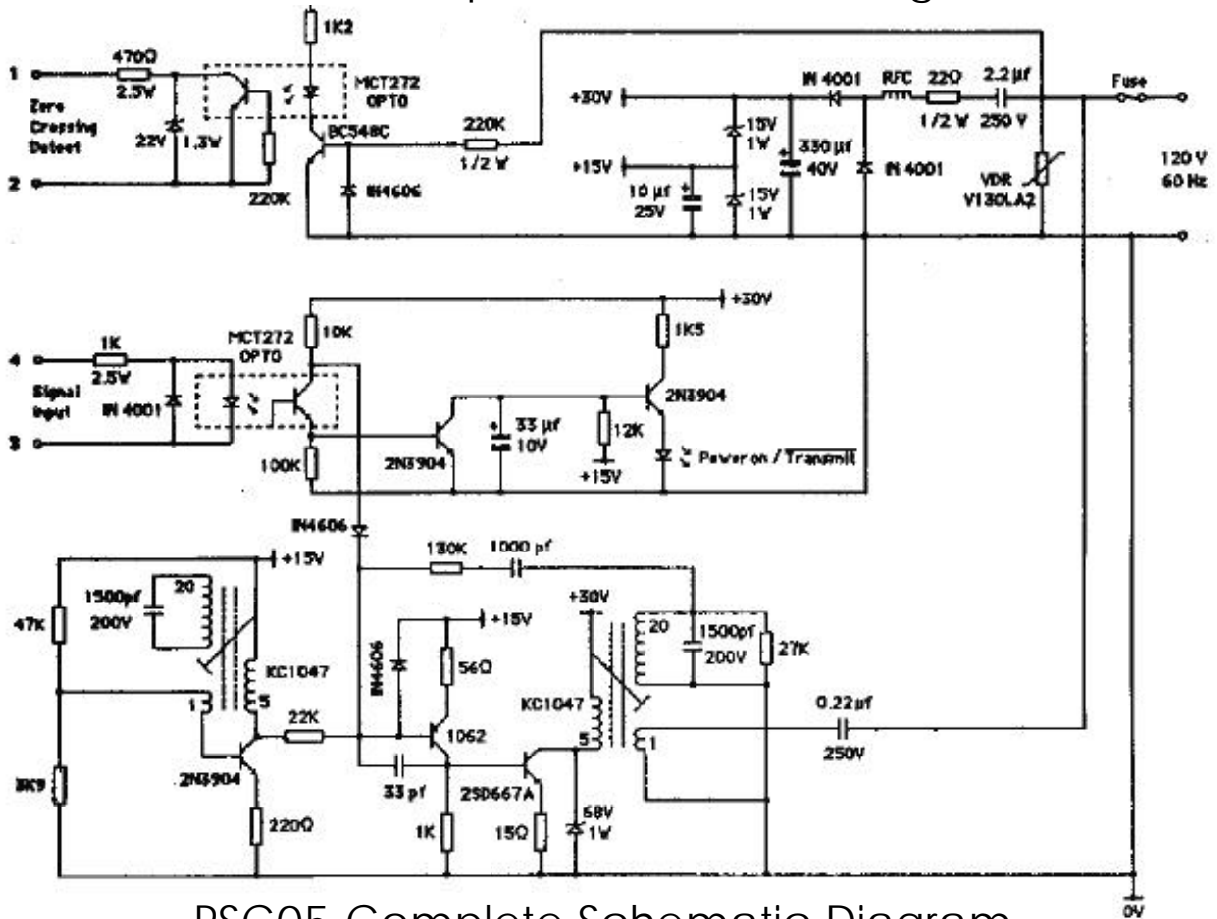 1K2
470Ω
2.5W
MCT272
OPTO
1
Zero
Crossing
Detect
2
22V
1.3W
220K
BC548C
IN4606
220K
1/2 W
+30V
+15V
10 µf
25V
15V
1W
15V
1W
330 µf
40V
IN 4001
IN 4001
RFC
22Ω
1/2 W
2.2µf
250 V
Fuse
VDR
V130LA2
120 V
60 Hz
+30V
4
1K
2.5W
Signal
Input
3
IN 4001
MCT272
OPTO
10K
100K
2N3904
33 µf
10V
12K
+15V
1K5
2N3904
Power on / Transmit
IN4606
+15V
47K
1500pf
200V
20
1
5
KC1047
3K9
2N3904
220Ω
22K
IN4606
33 pf
1K
1062
56Ω
+15V
1000 pf
2SD667A
15Ω
68V
1W
+30V
KC1047
5
20
1
1500pf
200V
27K
0.22µf
250V
0V
PSC05 Complete Schematic Diagram